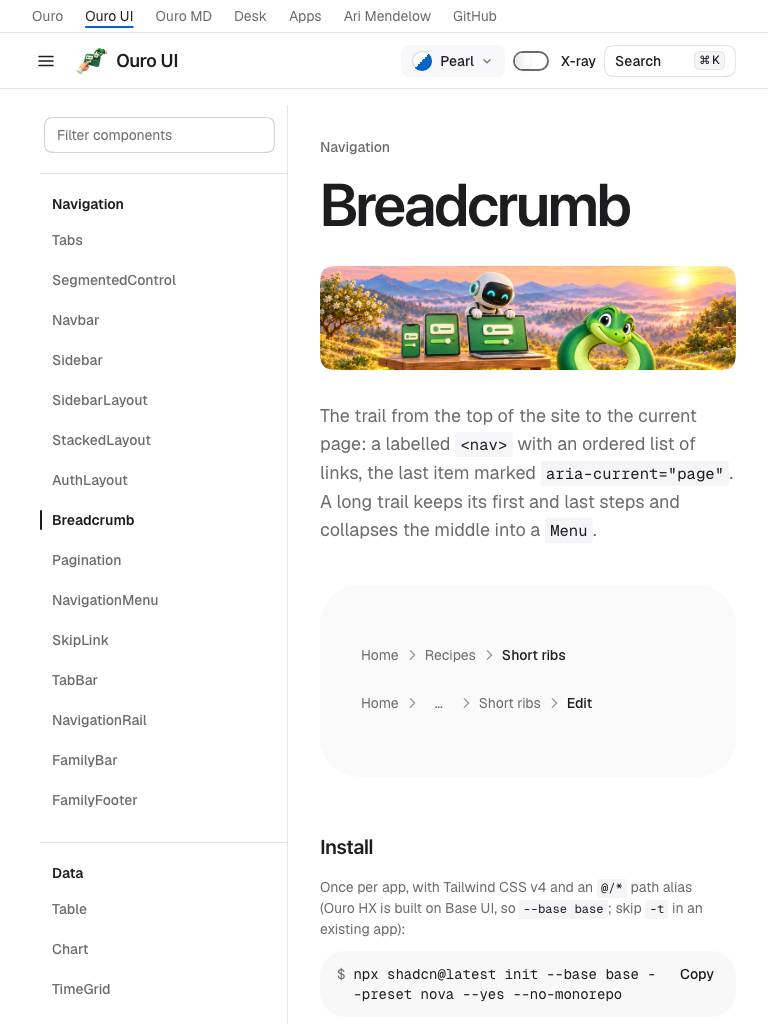 Ouro Ouro UI Ouro MD Desk Apps Ari Mendelow GitHub
Ouro UI Pearl X-ray Search ⌘ K
Filter components
Navigation
Tabs
SegmentedControl
Navbar
Sidebar
SidebarLayout
StackedLayout
AuthLayout
Breadcrumb
Pagination
NavigationMenu
SkipLink
TabBar
NavigationRail
FamilyBar
FamilyFooter
Data
Table
Chart
TimeGrid
Navigation
Breadcrumb
The trail from the top of the site to the current
page: a labelled <nav> with an ordered list of
links, the last item marked aria-current="page".
A long trail keeps its first and last steps and
collapses the middle into a Menu.
Home Recipes Short ribs
Home … Short ribs Edit
Install
Once per app, with Tailwind CSS v4 and an @/* path alias
(Ouro HX is built on Base UI, so --base base; skip -t in an
existing app):
$ npx shadcn@latest init --base base - Copy
-preset nova --yes --no-monorepo